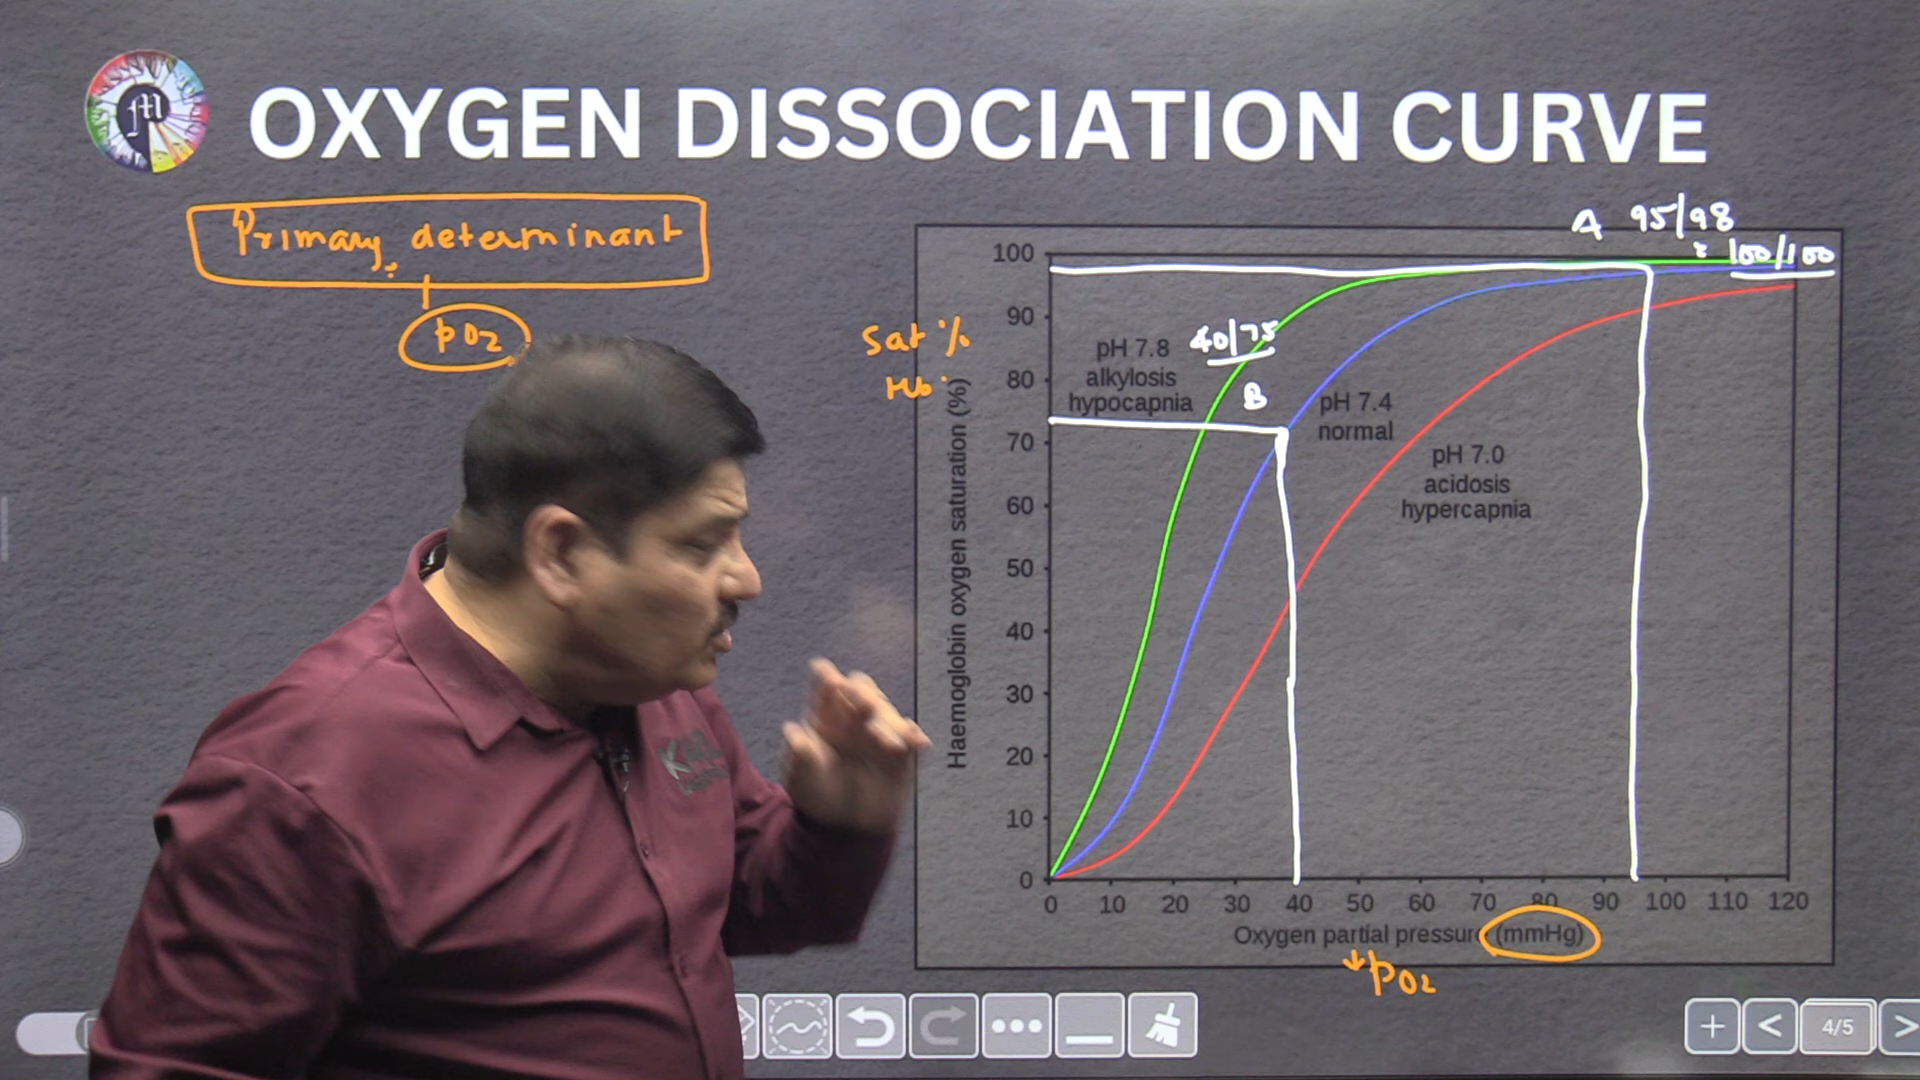 OXYGEN DISSOCIATION CURVE
Primary determinant
pO2
Sat %
Hb
A 95/98
= 100/100
40/75
B
pH 7.8
alkylosis
hypocapnia
pH 7.4
normal
pH 7.0
acidosis
hypercapnia
Haemoglobin oxygen saturation (%)
100
90
80
70
60
50
40
30
20
10
0
0 10 20 30 40 50 60 70 80 90 100 110 120
Oxygen partial pressure (mmHg)
↓ pO2
4/5